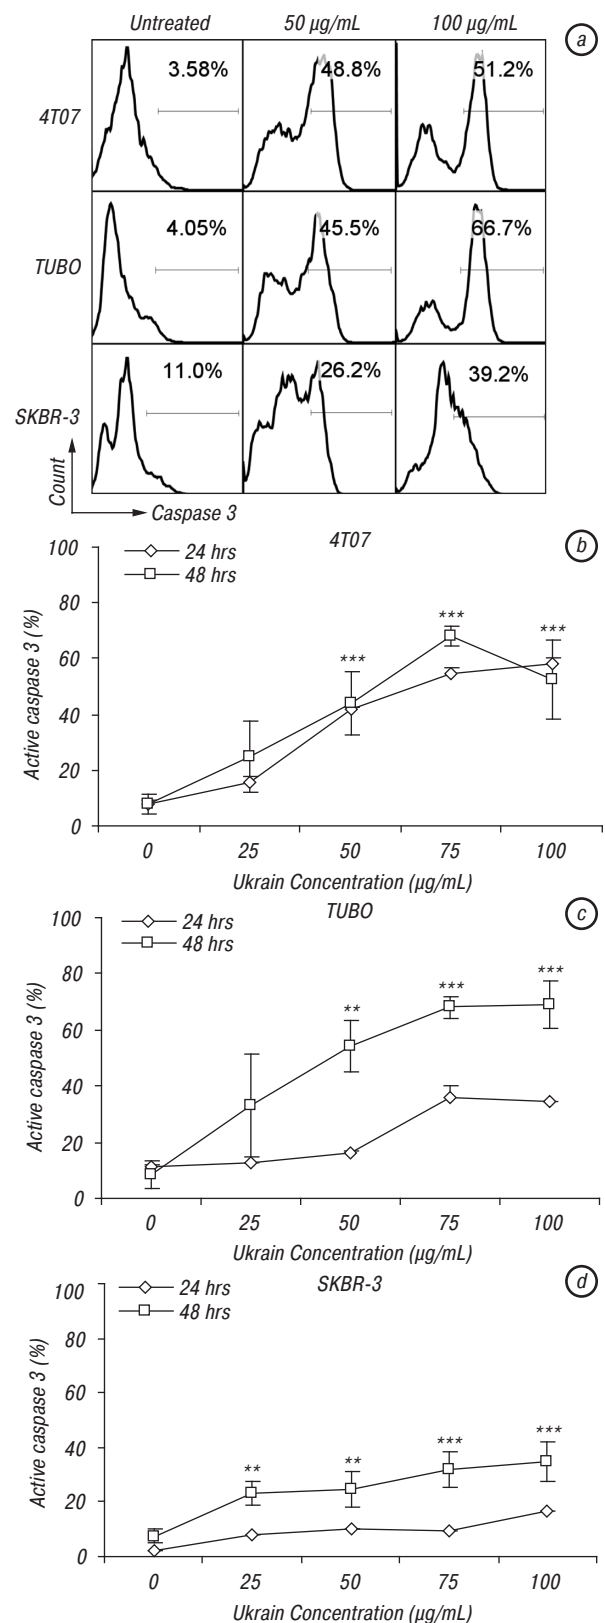 Untreated 50 µg/mL 100 µg/mL a
4T07 3.58% 48.8% 51.2%
TUBO 4.05% 45.5% 66.7%
SKBR-3 11.0% 26.2% 39.2%
Count
Caspase 3
4T07 b
24 hrs
48 hrs
Active caspase 3 (%)
100
80
60
40
20
0
*** *** ***
0 25 50 75 100
Ukrain Concentration (µg/mL)
TUBO c
24 hrs
48 hrs
Active caspase 3 (%)
100
80
60
40
20
0
** *** ***
0 25 50 75 100
Ukrain Concentration (µg/mL)
SKBR-3 d
24 hrs
48 hrs
Active caspase 3 (%)
100
80
60
40
20
0
** ** *** ***
0 25 50 75 100
Ukrain Concentration (µg/mL)